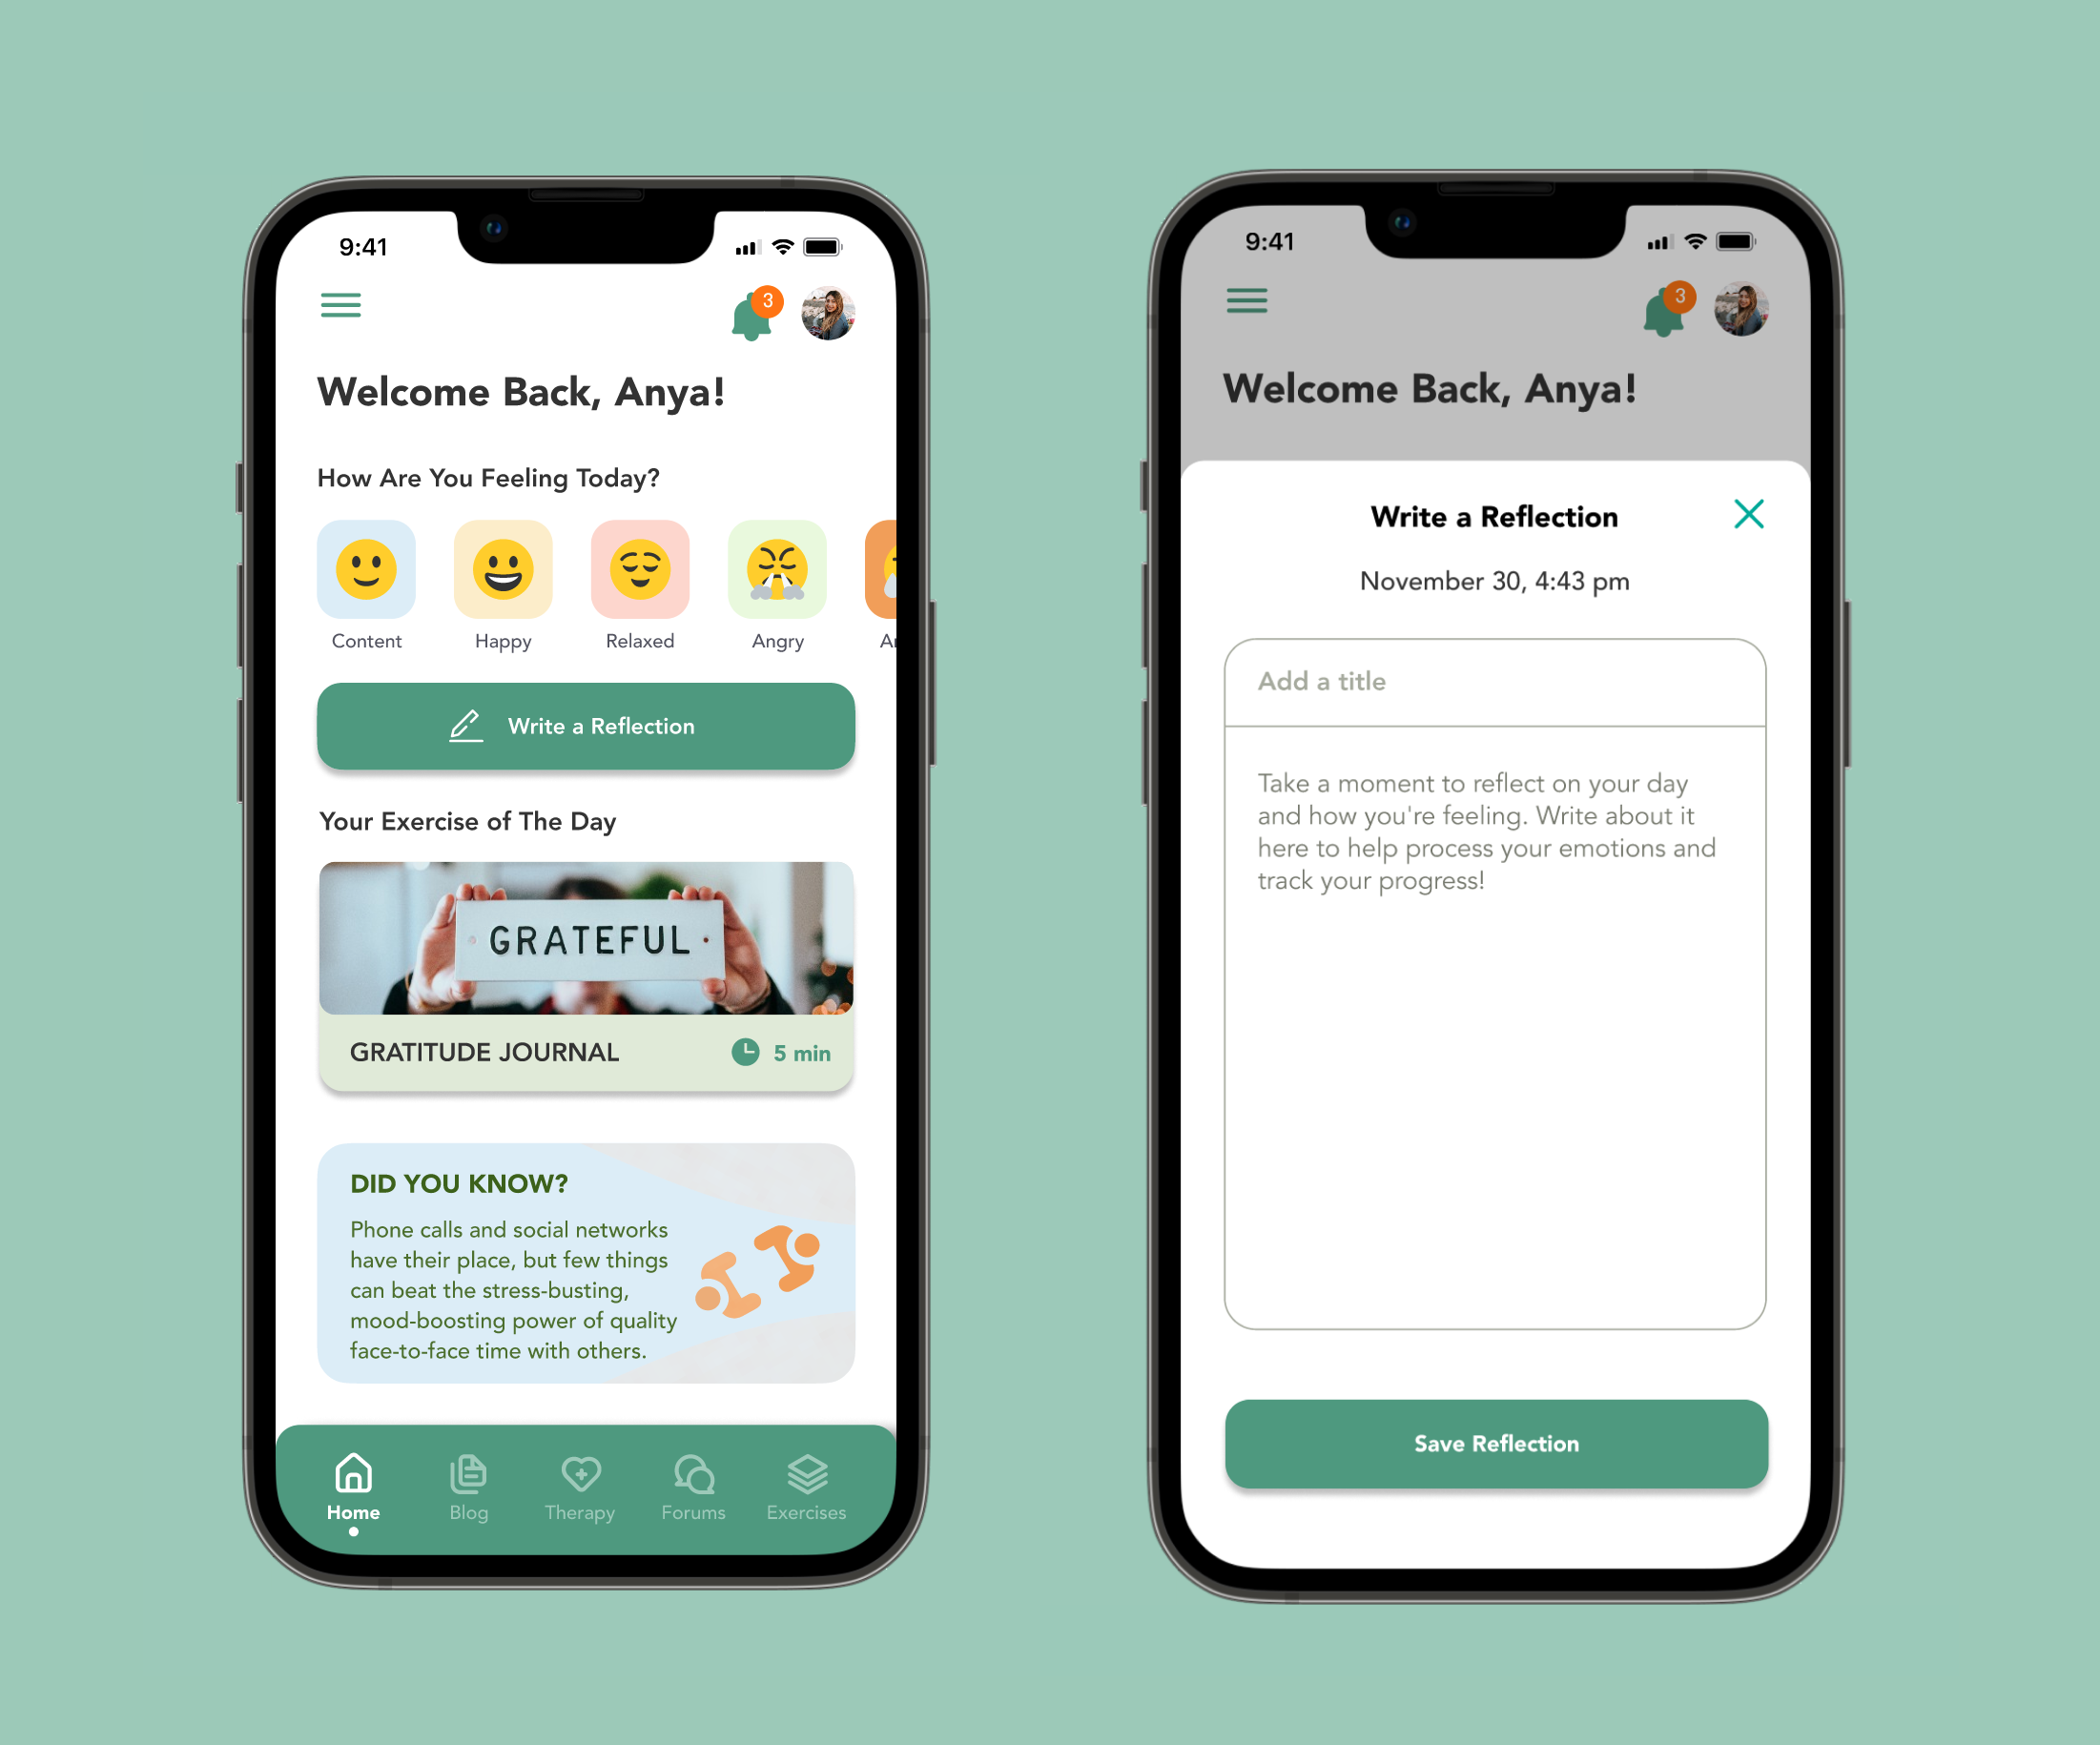 9:41
3
Welcome Back, Anya!
How Are You Feeling Today?
Content Happy Relaxed Angry
Write a Reflection
Your Exercise of The Day
GRATEFUL
GRATITUDE JOURNAL 5 min
DID YOU KNOW?
Phone calls and social networks
have their place, but few things
can beat the stress-busting,
mood-boosting power of quality
face-to-face time with others.
Home Blog Therapy Forums Exercises
9:41
3
Welcome Back, Anya!
Write a Reflection
November 30, 4:43 pm
Add a title
Take a moment to reflect on your day
and how you're feeling. Write about it
here to help process your emotions and
track your progress!
Save Reflection